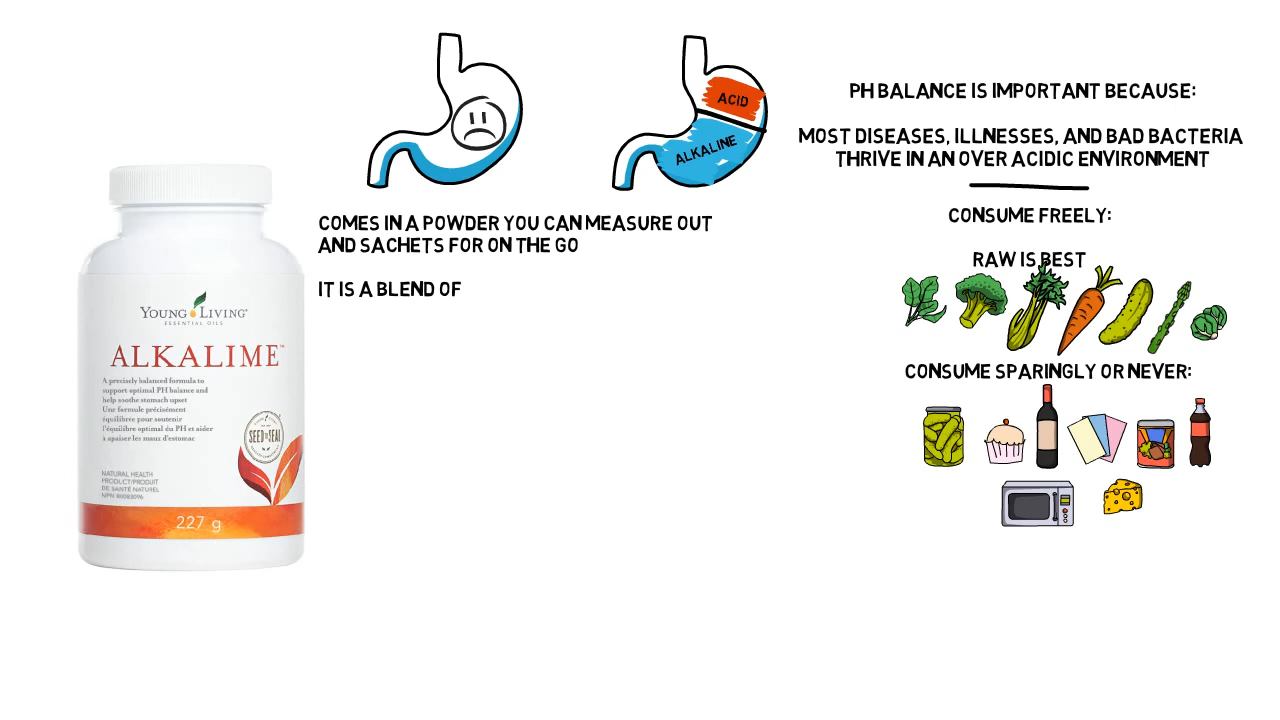 YOUNG LIVING
ESSENTIAL OILS
ALKALIME™
A precisely balanced formula to
support optimal PH balance and
help soothe stomach upset
Une formule précisément
équilibrée pour soutenir
l'équilibre optimal du PH et aider
à apaiser les maux d'estomac
SEED TO SEAL
NATURAL HEALTH
PRODUCT/PRODUIT
DE SANTÉ NATUREL
NPN 80083096
227 g
ACID
ALKALINE
COMES IN A POWDER YOU CAN MEASURE OUT
AND SACHETS FOR ON THE GO
IT IS A BLEND OF
PH BALANCE IS IMPORTANT BECAUSE:
MOST DISEASES, ILLNESSES, AND BAD BACTERIA
THRIVE IN AN OVER ACIDIC ENVIRONMENT
CONSUME FREELY:
RAW IS BEST
CONSUME SPARINGLY OR NEVER: